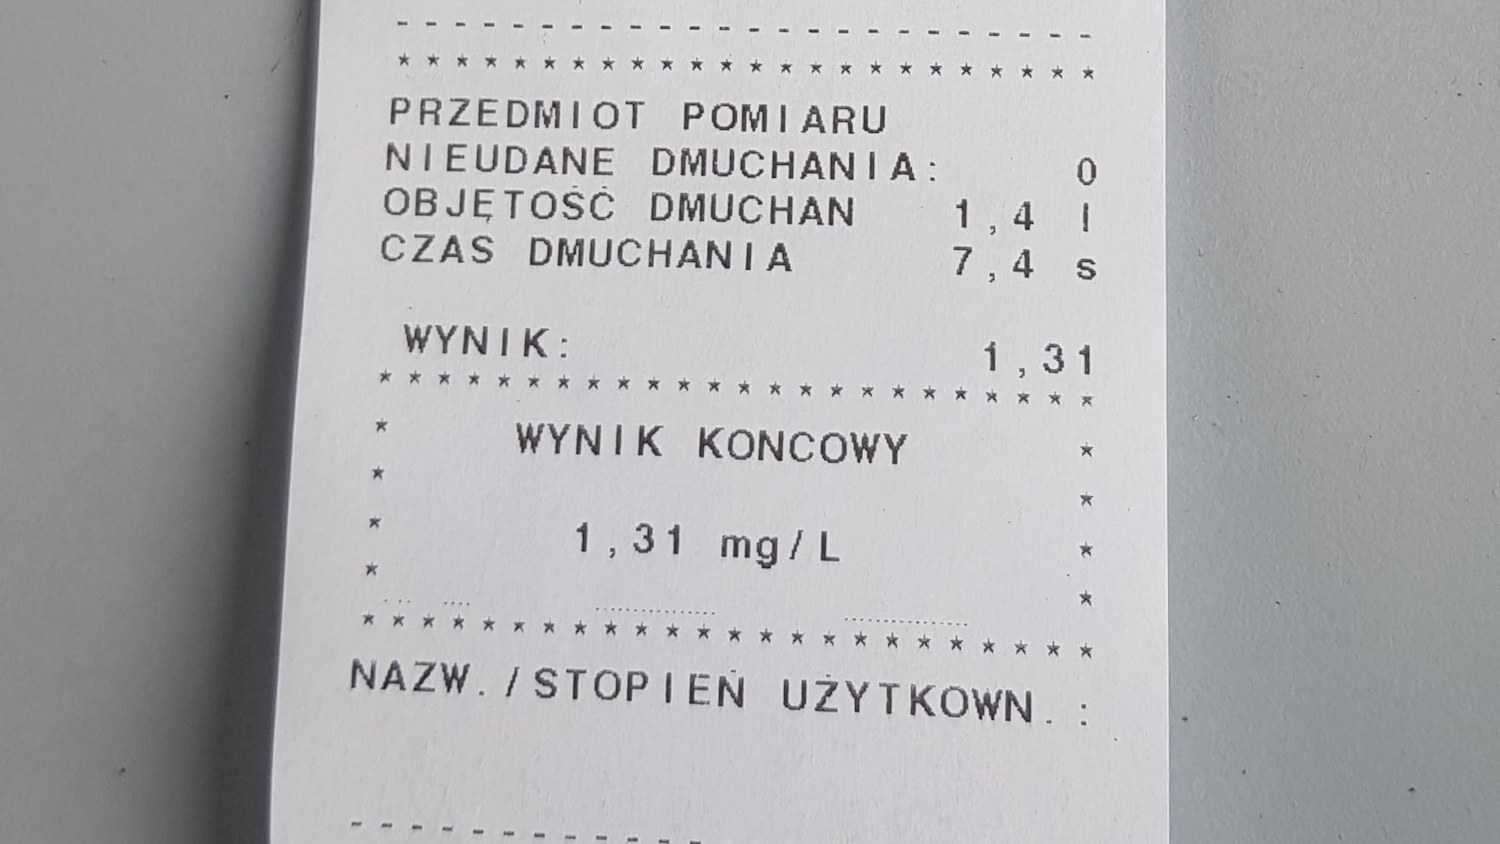 - - - - - - - - - - - - - - - - - - - - - - - -
* * * * * * * * * * * * * * * * * * * * * * * *
PRZEDMIOT POMIARU
NIEUDANE DMUCHANIA: 0
OBJĘTOŚĆ DMUCHAN 1,4 l
CZAS DMUCHANIA 7,4 s
WYNIK: 1,31
* * * * * * * * * * * * * * * * * * * * * * * *
* WYNIK KONCOWY *
* *
* 1,31 mg/L *
* *
* * * * * * * * * * * * * * * * * * * * * * * *
NAZW./STOPIEŃ UŻYTKOWN.:
- - - - - - - - - - - -